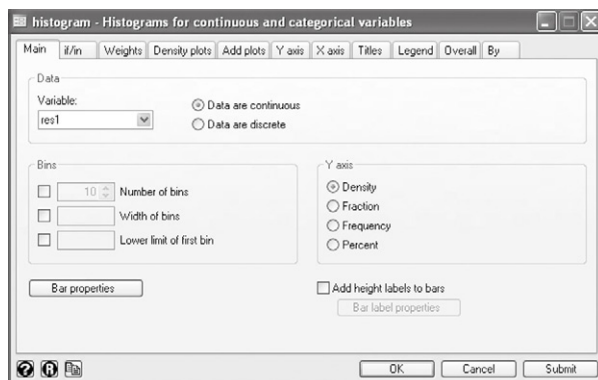 histogram - Histograms for continuous and categorical variables
Main if/in Weights Density plots Add plots Y axis X axis Titles Legend Overall By
Data
Variable:
res1
Data are continuous
Data are discrete
Bins
10 Number of bins
Width of bins
Lower limit of first bin
Y axis
Density
Fraction
Frequency
Percent
Bar properties
Add height labels to bars
Bar label properties
? R OK Cancel Submit